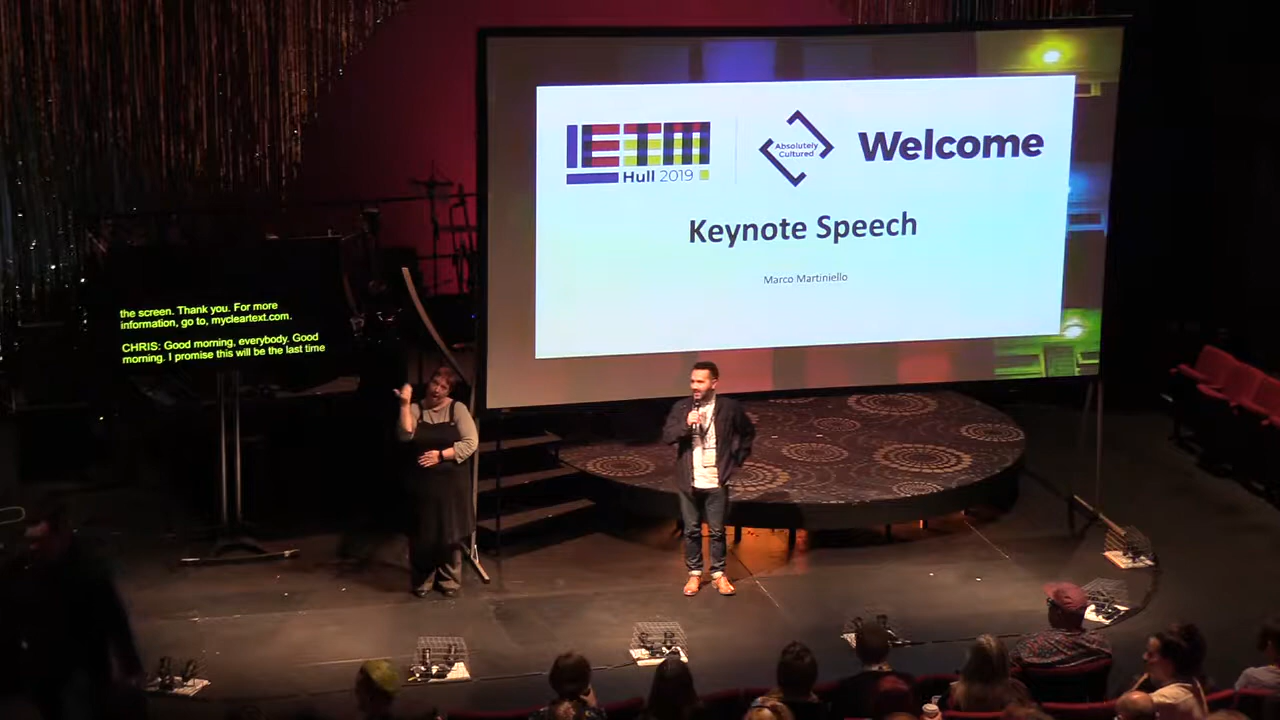 IETM
Hull 2019
Absolutely
Cultured
Welcome
Keynote Speech
Marco Martiniello
the screen. Thank you. For more
information, go to, mycleartext.com.
CHRIS: Good morning, everybody. Good
morning. I promise this will be the last time